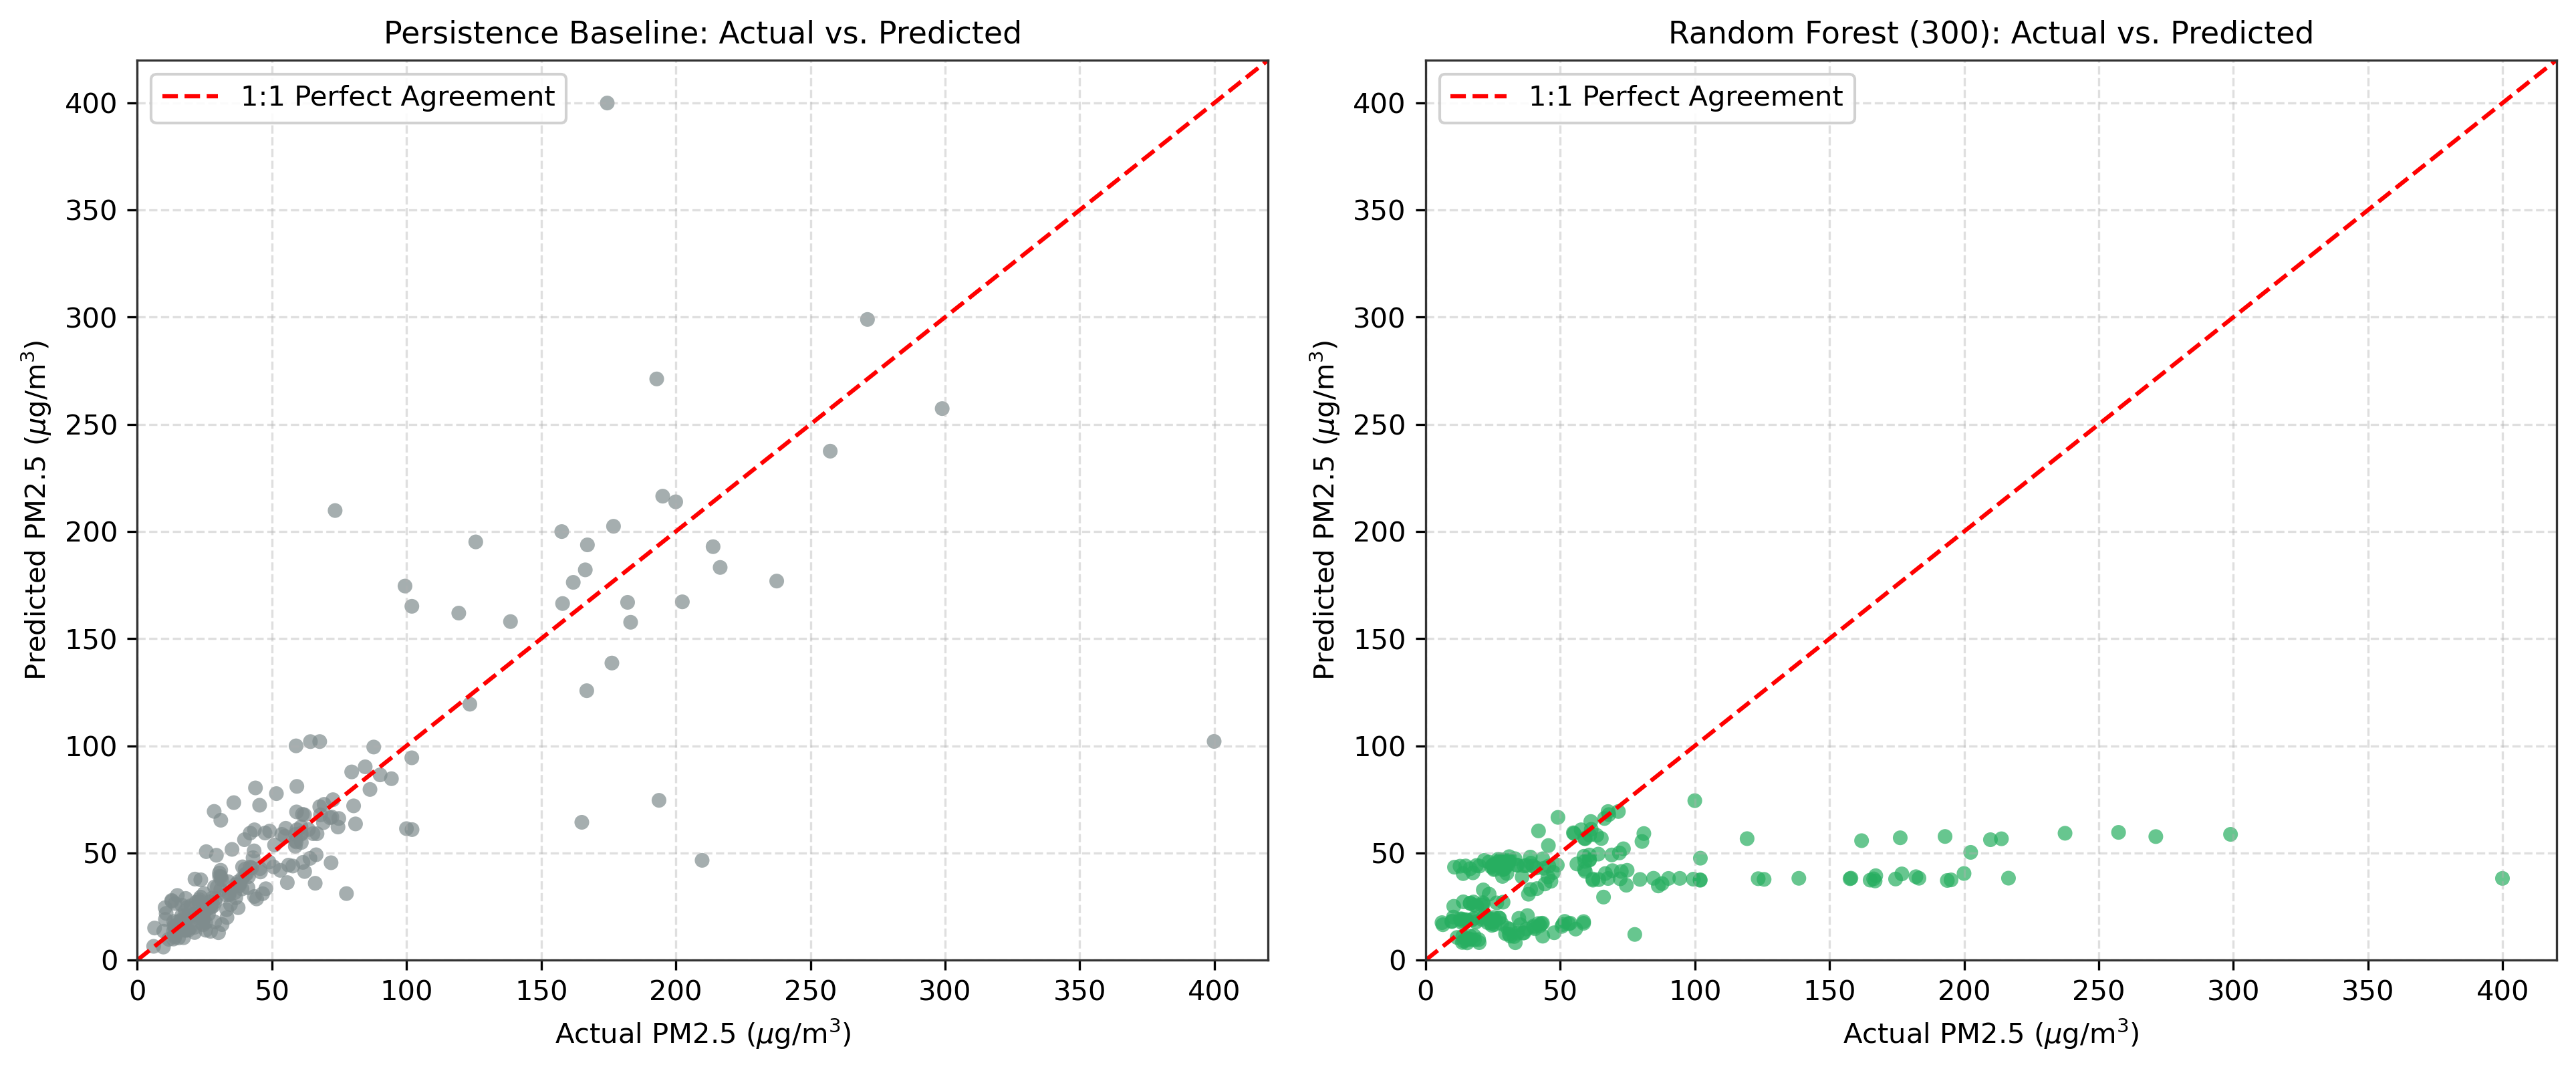 Persistence Baseline: Actual vs. Predicted
1:1 Perfect Agreement
400
350
300
250
200
150
100
50
0
Predicted PM2.5 (μg/m³)
0 50 100 150 200 250 300 350 400
Actual PM2.5 (μg/m³)
Random Forest (300): Actual vs. Predicted
1:1 Perfect Agreement
400
350
300
250
200
150
100
50
0
Predicted PM2.5 (μg/m³)
0 50 100 150 200 250 300 350 400
Actual PM2.5 (μg/m³)